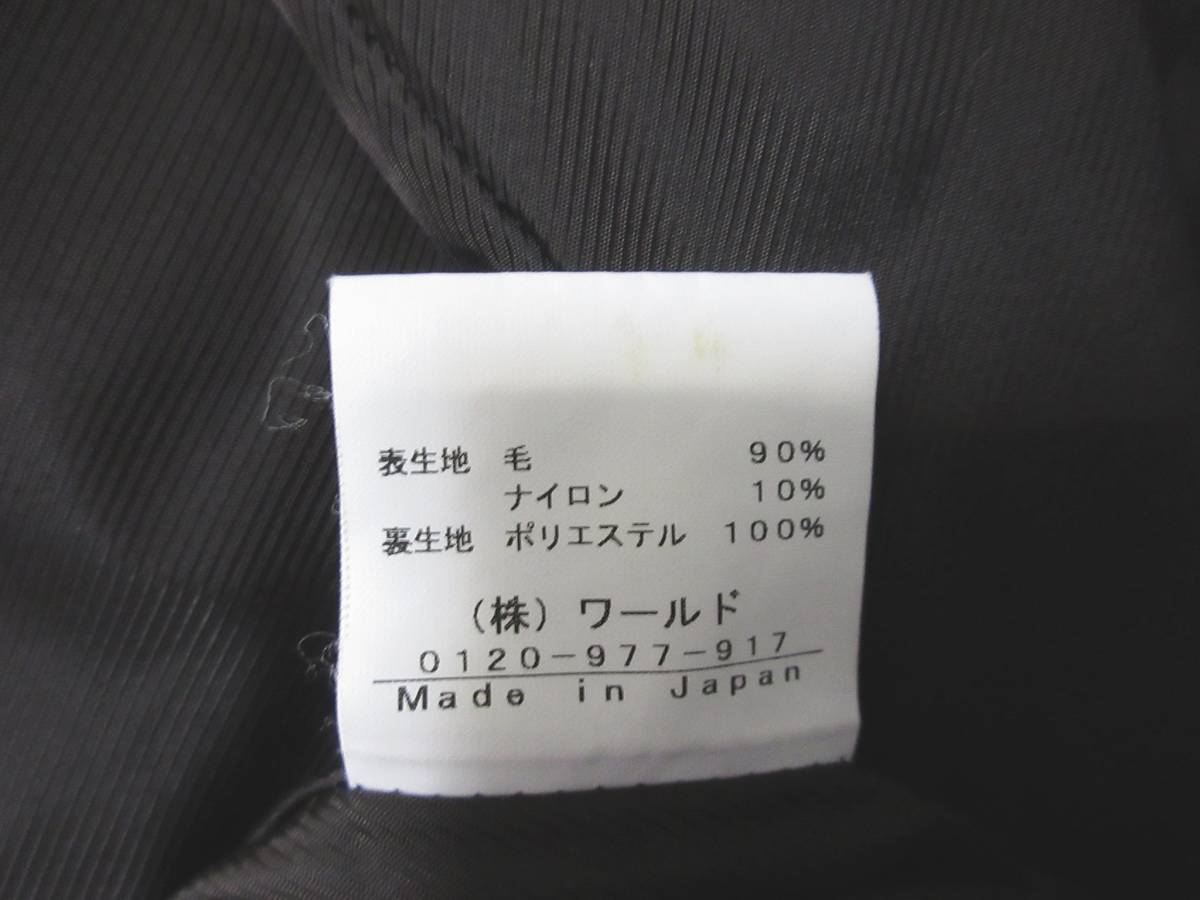 表生地 毛 90%
ナイロン 10%
裏生地 ポリエステル 100%
(株)ワールド
0120-977-917
Made in Japan